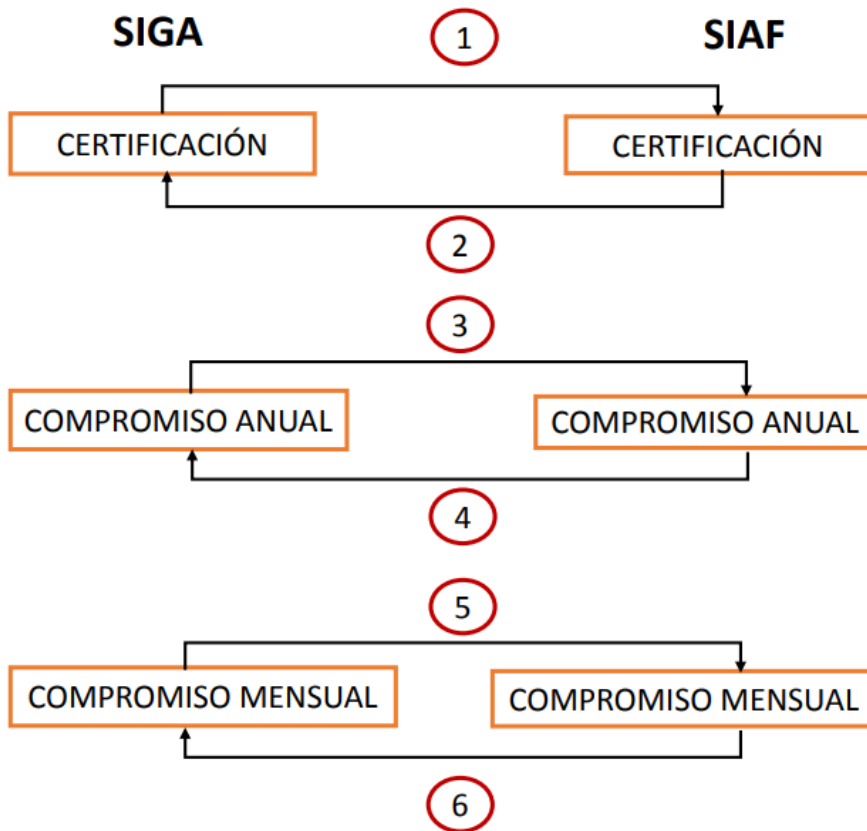 SIGA
1
SIAF
CERTIFICACIÓN
CERTIFICACIÓN
2
3
COMPROMISO ANUAL
COMPROMISO ANUAL
4
5
COMPROMISO MENSUAL
COMPROMISO MENSUAL
6